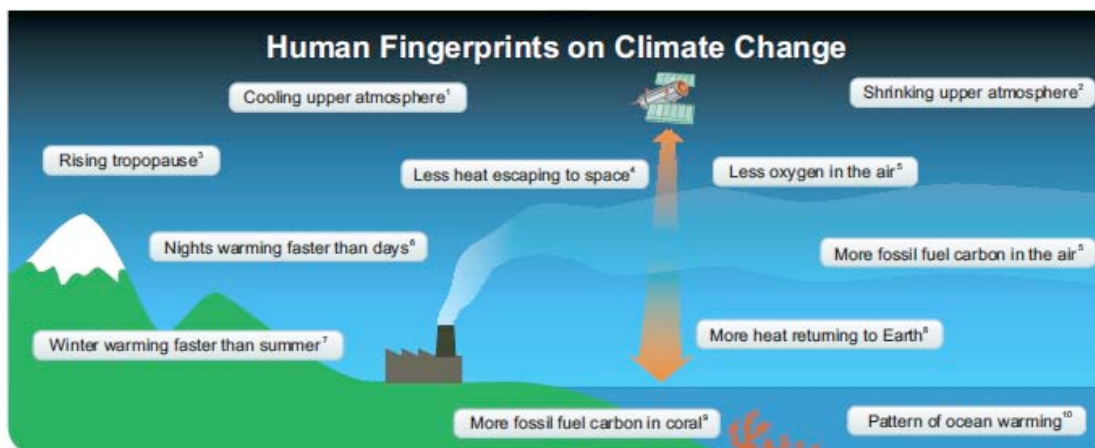 Human Fingerprints on Climate Change
Cooling upper atmosphere¹
Shrinking upper atmosphere²
Rising tropopause³
Less heat escaping to space⁴
Less oxygen in the air⁵
Nights warming faster than days⁶
More fossil fuel carbon in the air⁵
Winter warming faster than summer⁷
More heat returning to Earth⁸
More fossil fuel carbon in coral⁹
Pattern of ocean warming¹⁰